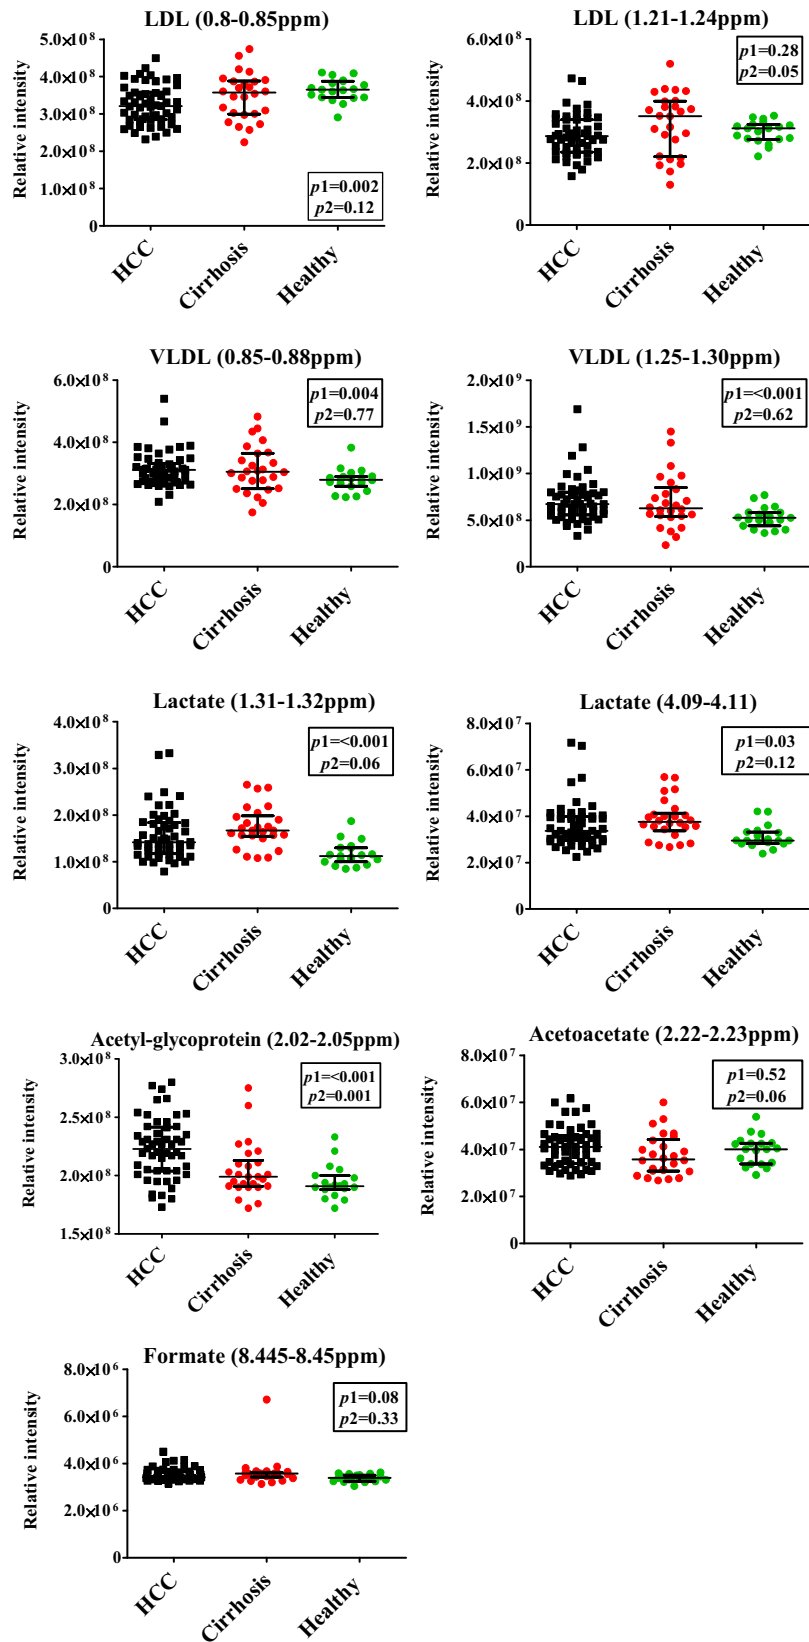 LDL (0.8-0.85ppm)
Relative intensity
5.0×10⁸
4.0×10⁸
3.0×10⁸
2.0×10⁸
1.0×10⁸
0
p1=0.002
p2=0.12
HCC
Cirrhosis
Healthy
LDL (1.21-1.24ppm)
Relative intensity
6.0×10⁸
4.0×10⁸
2.0×10⁸
0
p1=0.28
p2=0.05
HCC
Cirrhosis
Healthy
VLDL (0.85-0.88ppm)
Relative intensity
6.0×10⁸
4.0×10⁸
2.0×10⁸
0
p1=0.004
p2=0.77
HCC
Cirrhosis
Healthy
VLDL (1.25-1.30ppm)
Relative intensity
2.0×10⁹
1.5×10⁹
1.0×10⁹
5.0×10⁸
0
p1=<0.001
p2=0.62
HCC
Cirrhosis
Healthy
Lactate (1.31-1.32ppm)
Relative intensity
4.0×10⁸
3.0×10⁸
2.0×10⁸
1.0×10⁸
0
p1=<0.001
p2=0.06
HCC
Cirrhosis
Healthy
Lactate (4.09-4.11)
Relative intensity
8.0×10⁷
6.0×10⁷
4.0×10⁷
2.0×10⁷
0
p1=0.03
p2=0.12
HCC
Cirrhosis
Healthy
Acetyl-glycoprotein (2.02-2.05ppm)
Relative intensity
3.0×10⁸
2.5×10⁸
2.0×10⁸
1.5×10⁸
p1=<0.001
p2=0.001
HCC
Cirrhosis
Healthy
Acetoacetate (2.22-2.23ppm)
Relative intensity
8.0×10⁷
6.0×10⁷
4.0×10⁷
2.0×10⁷
0
p1=0.52
p2=0.06
HCC
Cirrhosis
Healthy
Formate (8.445-8.45ppm)
Relative intensity
8.0×10⁶
6.0×10⁶
4.0×10⁶
2.0×10⁶
0
p1=0.08
p2=0.33
HCC
Cirrhosis
Healthy